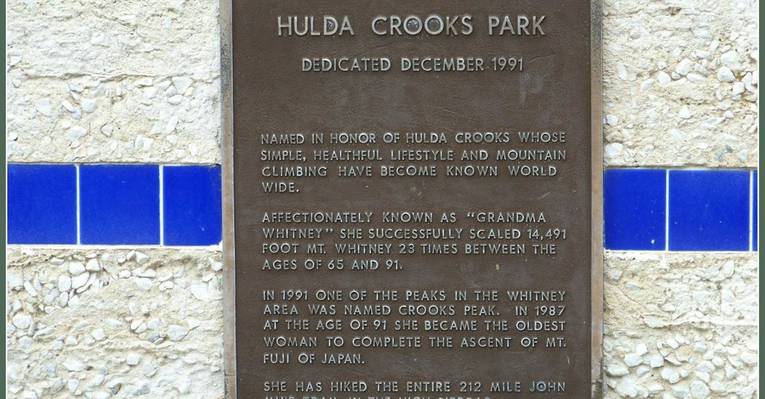 HULDA CROOKS PARK
DEDICATED DECEMBER 1991
NAMED IN HONOR OF HULDA CROOKS WHOSE
SIMPLE, HEALTHFUL LIFESTYLE AND MOUNTAIN
CLIMBING HAVE BECOME KNOWN WORLD
WIDE.
AFFECTIONATELY KNOWN AS "GRANDMA
WHITNEY" SHE SUCCESSFULLY SCALED 14,491
FOOT MT. WHITNEY 23 TIMES BETWEEN THE
AGES OF 65 AND 91.
IN 1991 ONE OF THE PEAKS IN THE WHITNEY
AREA WAS NAMED CROOKS PEAK. IN 1987
AT THE AGE OF 91 SHE BECAME THE OLDEST
WOMAN TO COMPLETE THE ASCENT OF MT.
FUJI OF JAPAN.
SHE HAS HIKED THE ENTIRE 212 MILE JOHN